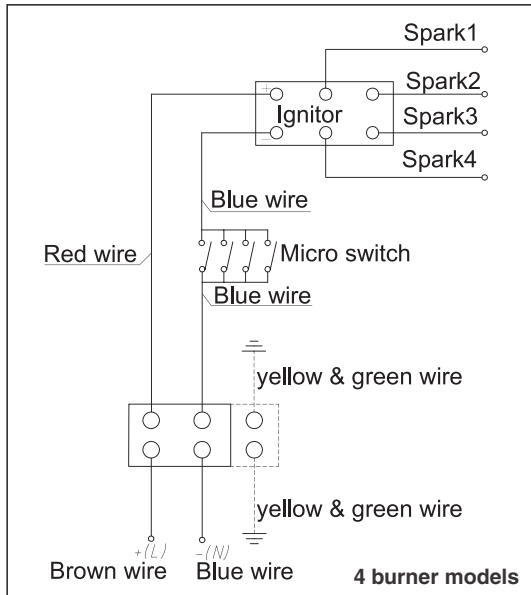 Spark1
Spark2
+
Ignitor
Spark3
−
Spark4
Blue wire
Red wire
Micro switch
Blue wire
yellow & green wire
yellow & green wire
+(L)
-(N)
Brown wire
Blue wire
4 burner models